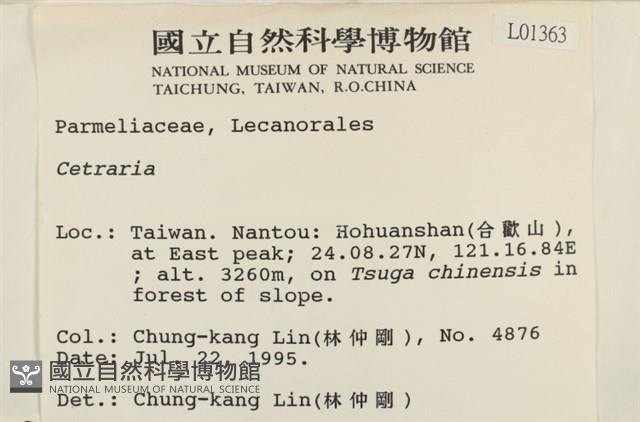 國立自然科學博物館
L01363
NATIONAL MUSEUM OF NATURAL SCIENCE
TAICHUNG, TAIWAN, R.O.CHINA
Parmeliaceae, Lecanorales
Cetraria
Loc.: Taiwan. Nantou: Hohuanshan(合歡山),
at East peak; 24.08.27N, 121.16.84E
; alt. 3260m, on Tsuga chinensis in
forest of slope.
Col.: Chung-kang Lin(林仲剛), No. 4876
Date: Jul. 22, 1995.
國立自然科學博物館
NATIONAL MUSEUM OF NATURAL SCIENCE
Det.: Chung-kang Lin(林仲剛)